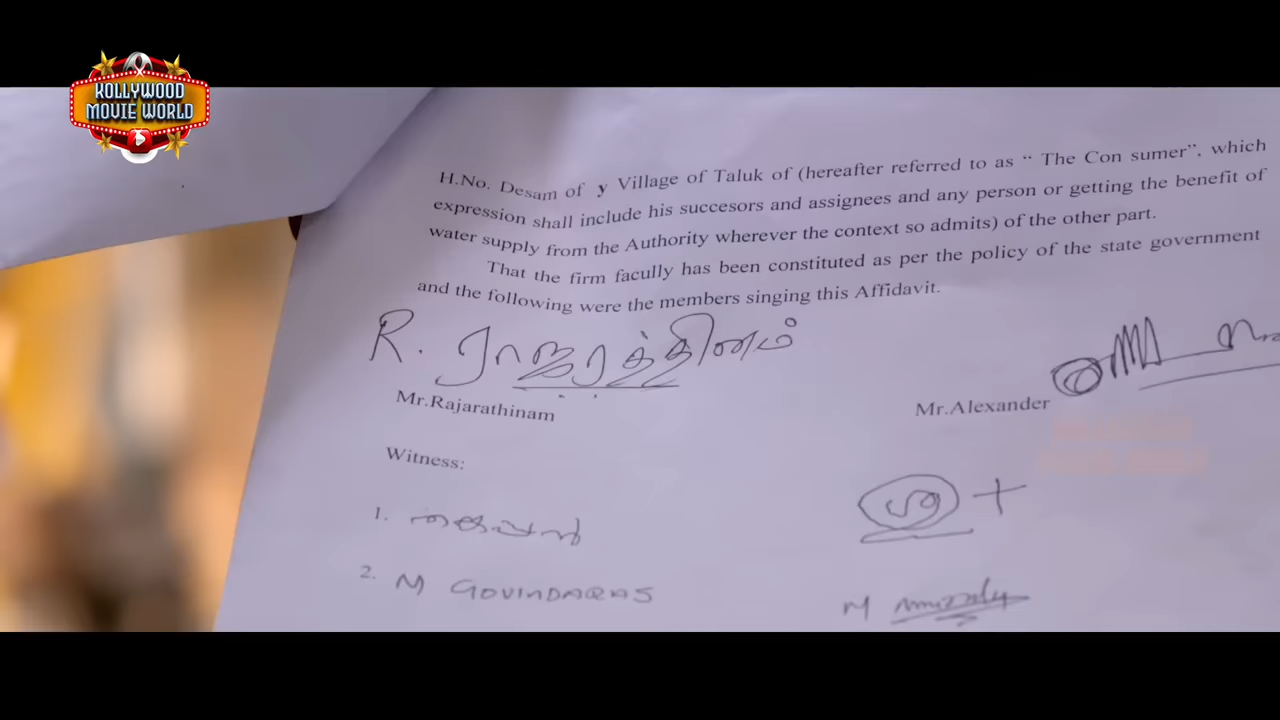 KOLLYWOOD
MOVIE WORLD
H.No. Desam of y Village of Taluk of (hereafter referred to as “ The Con sumer”, which
expression shall include his succesors and assignees and any person or getting the benefit of
water supply from the Authority wherever the context so admits) of the other part.
That the firm facully has been constituted as per the policy of the state government
and the following were the members singing this Affidavit.
R. ராஜரத்தினம்
Mr.Rajarathinam
Mr.Alexander
Witness:
1.
2. M GOVINDARAS
M